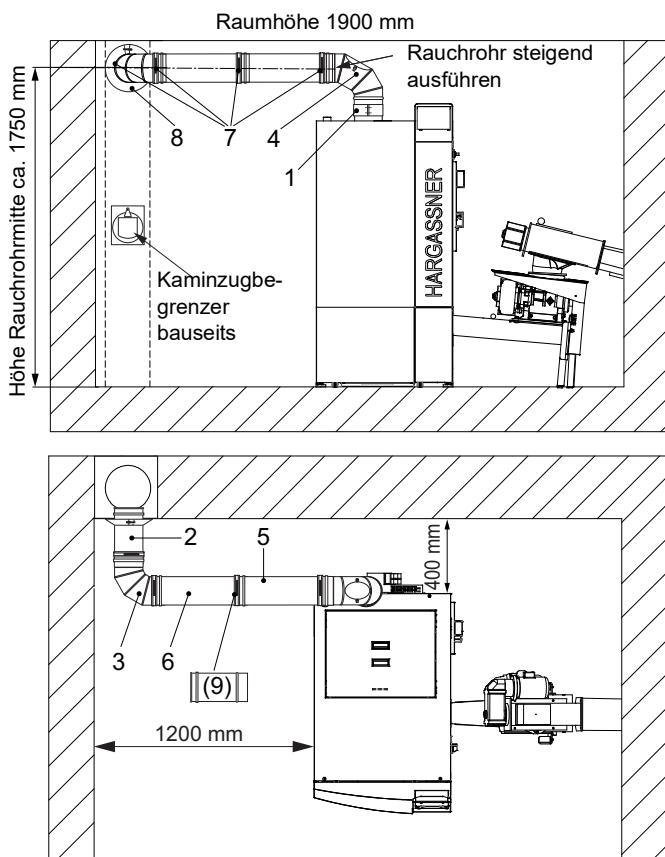 Raumhöhe 1900 mm
Höhe Rauchrohrmitte ca. 1750 mm
Rauchrohr steigend
ausführen
8
7
4
1
Kaminzugbe-
grenzer
bauseits
HARGASSNER
2
5
400 mm
3
6
(9)
1200 mm